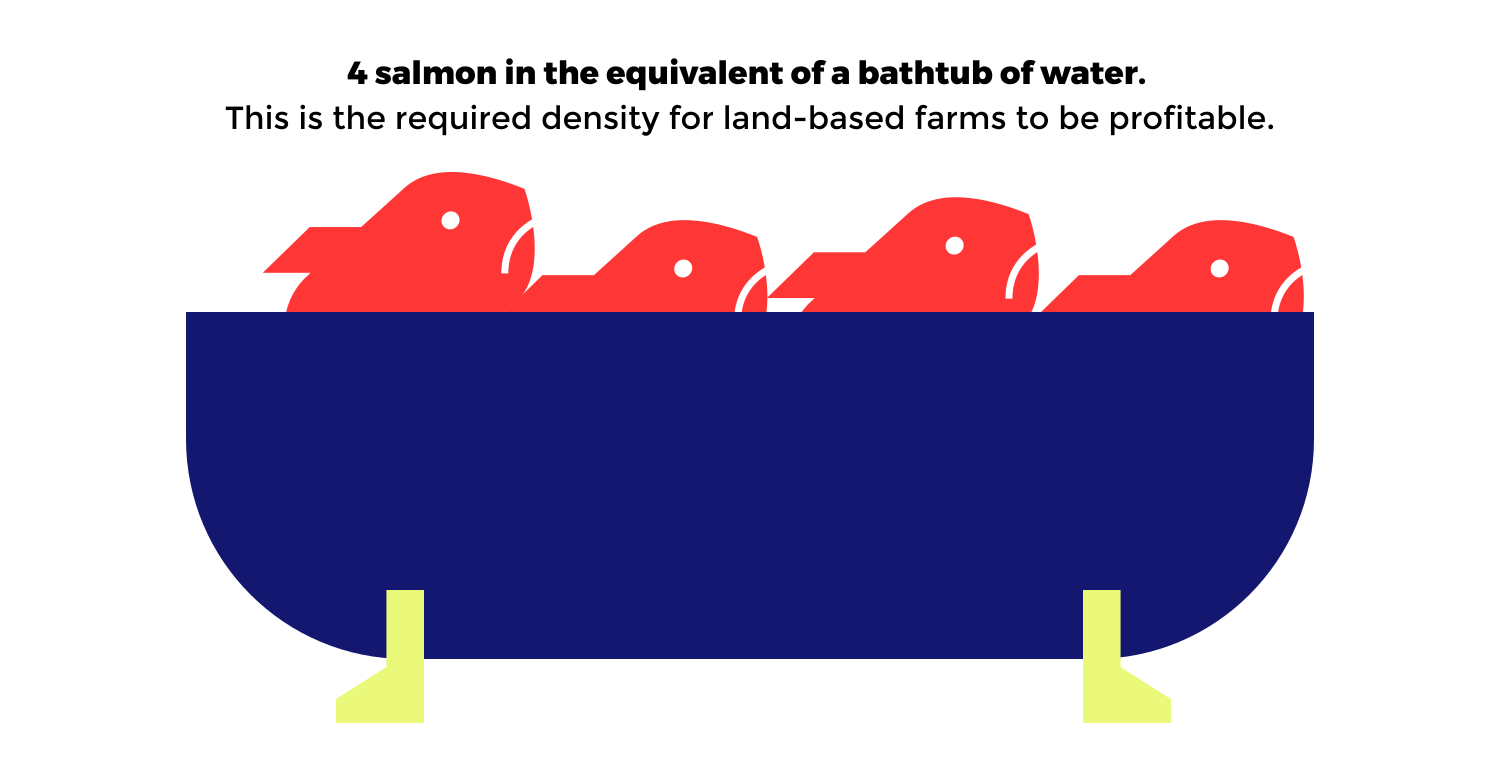 4 salmon in the equivalent of a bathtub of water.
This is the required density for land-based farms to be profitable.